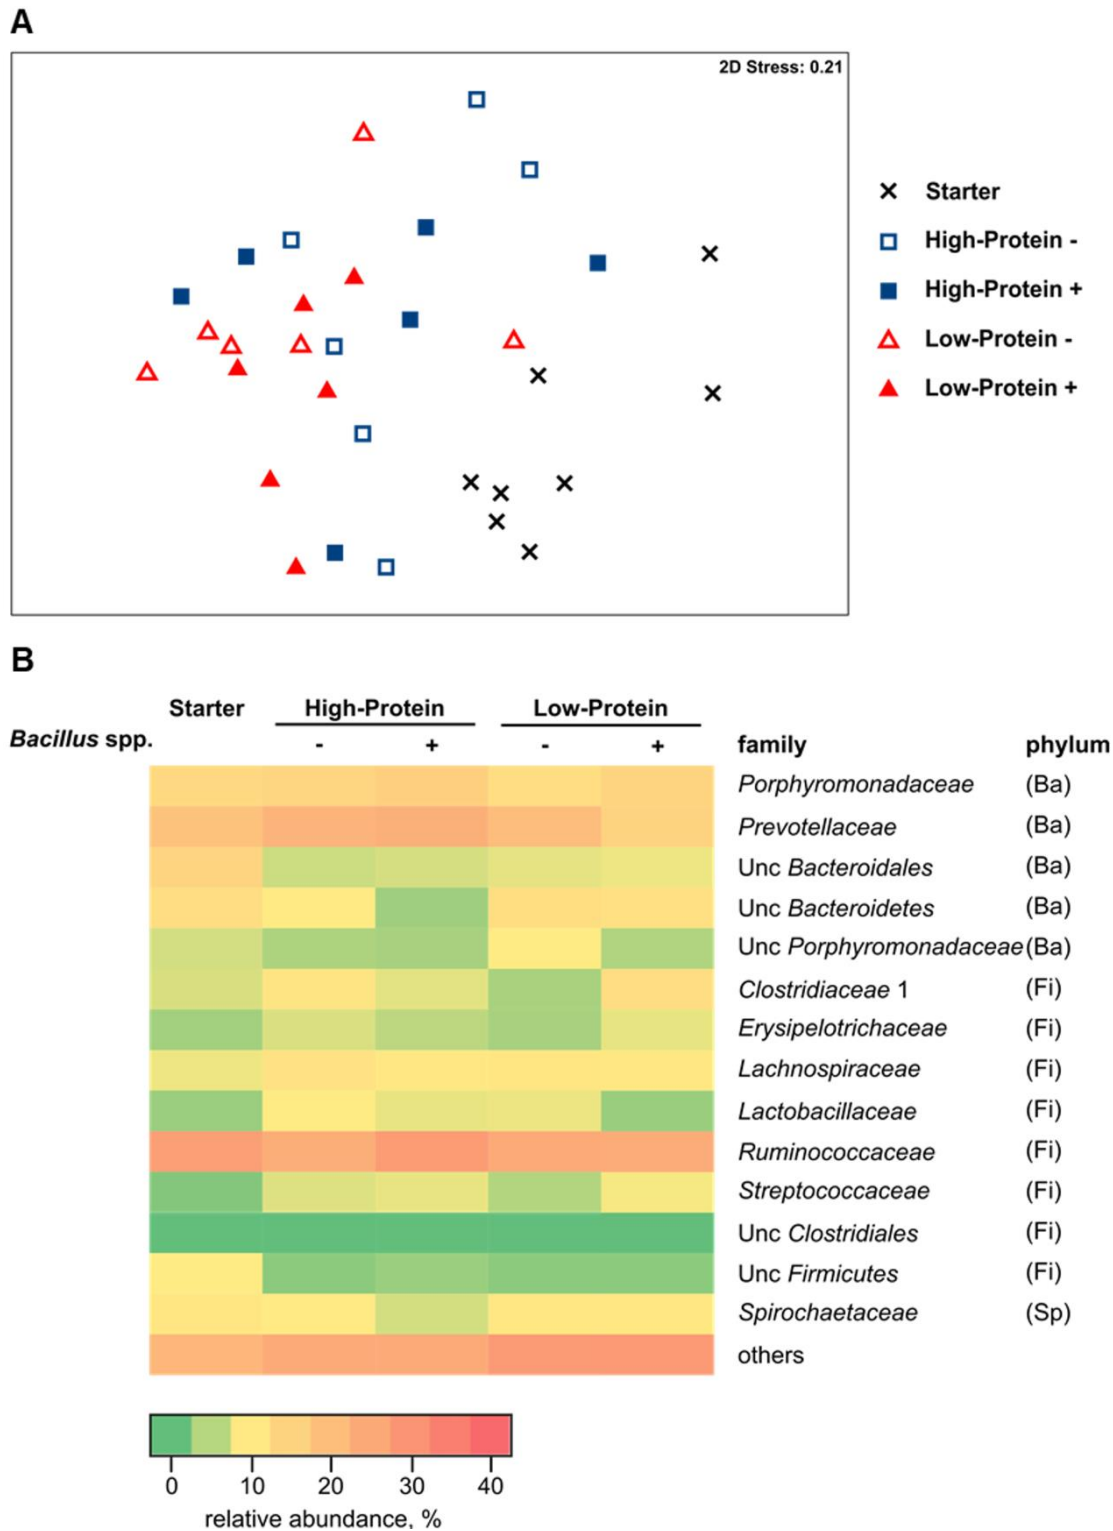 A
2D Stress: 0.21
Starter
High-Protein -
High-Protein +
Low-Protein -
Low-Protein +
B
Starter High-Protein Low-Protein
Bacillus spp. - + - + family phylum
Porphyromonadaceae (Ba)
Prevotellaceae (Ba)
Unc Bacteroidales (Ba)
Unc Bacteroidetes (Ba)
Unc Porphyromonadaceae (Ba)
Clostridiaceae 1 (Fi)
Erysipelotrichaceae (Fi)
Lachnospiraceae (Fi)
Lactobacillaceae (Fi)
Ruminococcaceae (Fi)
Streptococcaceae (Fi)
Unc Clostridiales (Fi)
Unc Firmicutes (Fi)
Spirochaetaceae (Sp)
others
0 10 20 30 40
relative abundance, %